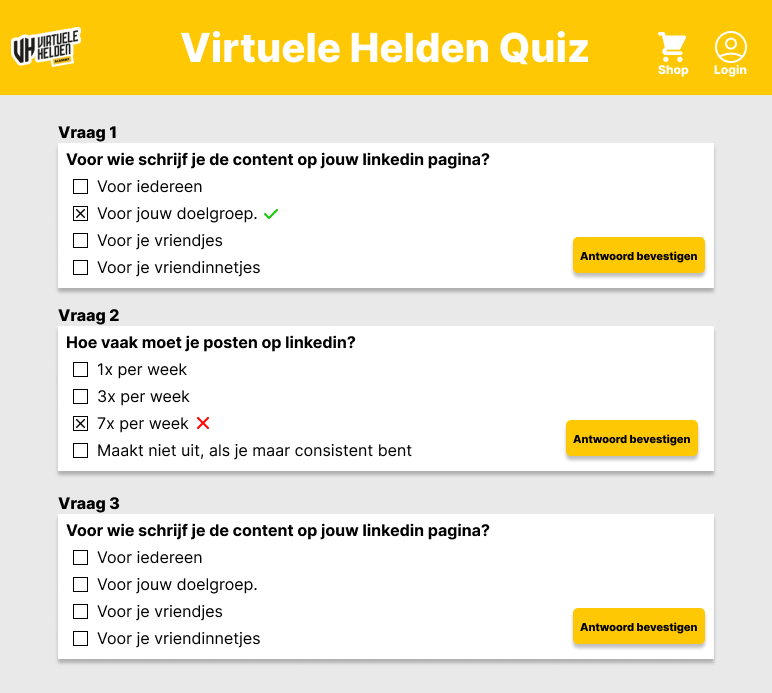 VH VIRTUELE
HELDEN
Virtuele Helden Quiz
Shop
Login
Vraag 1
Voor wie schrijf je de content op jouw linkedin pagina?
Voor iedereen
Voor jouw doelgroep.
Voor je vriendjes
Voor je vriendinnetjes
Antwoord bevestigen
Vraag 2
Hoe vaak moet je posten op linkedin?
1x per week
3x per week
7x per week
Maakt niet uit, als je maar consistent bent
Antwoord bevestigen
Vraag 3
Voor wie schrijf je de content op jouw linkedin pagina?
Voor iedereen
Voor jouw doelgroep.
Voor je vriendjes
Voor je vriendinnetjes
Antwoord bevestigen